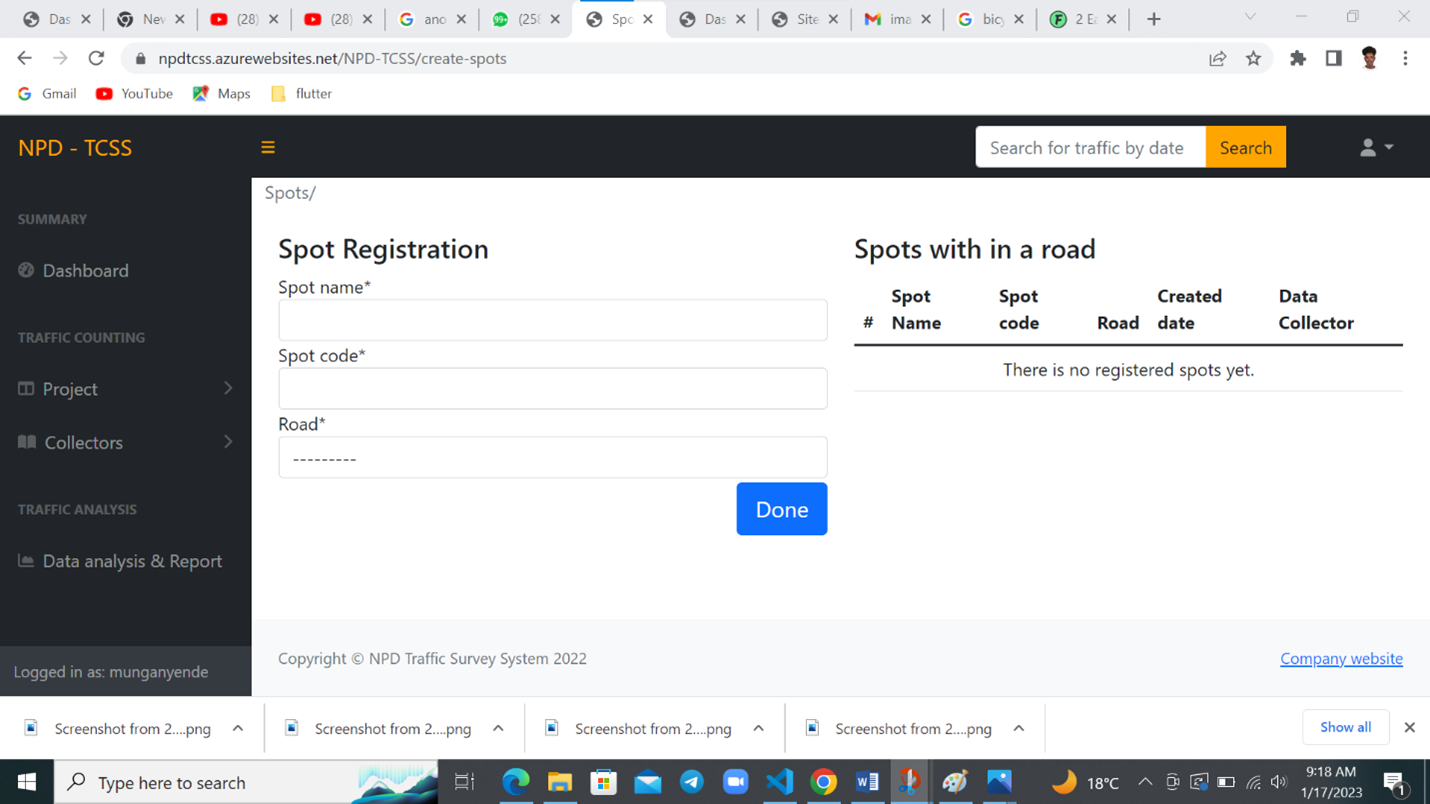 Das
Nev
(28)
(28)
ano
99+ (258
Spo
Das
Site
ima
bicy
2 Ea
npdtcss.azurewebsites.net/NPD-TCSS/create-spots
Gmail YouTube Maps flutter
NPD - TCSS
Search for traffic by date Search
SUMMARY
Dashboard
TRAFFIC COUNTING
Project
Collectors
TRAFFIC ANALYSIS
Data analysis & Report
Logged in as: munganyende
Spots/
Spot Registration
Spot name*
Spot code*
Road*
---------
Done
Spots with in a road
# Spot Name Spot code Road Created date Data Collector
There is no registered spots yet.
Copyright © NPD Traffic Survey System 2022
Company website
Screenshot from 2....png
Screenshot from 2....png
Screenshot from 2....png
Screenshot from 2....png
Show all
Type here to search
18°C
9:18 AM
1/17/2023
1